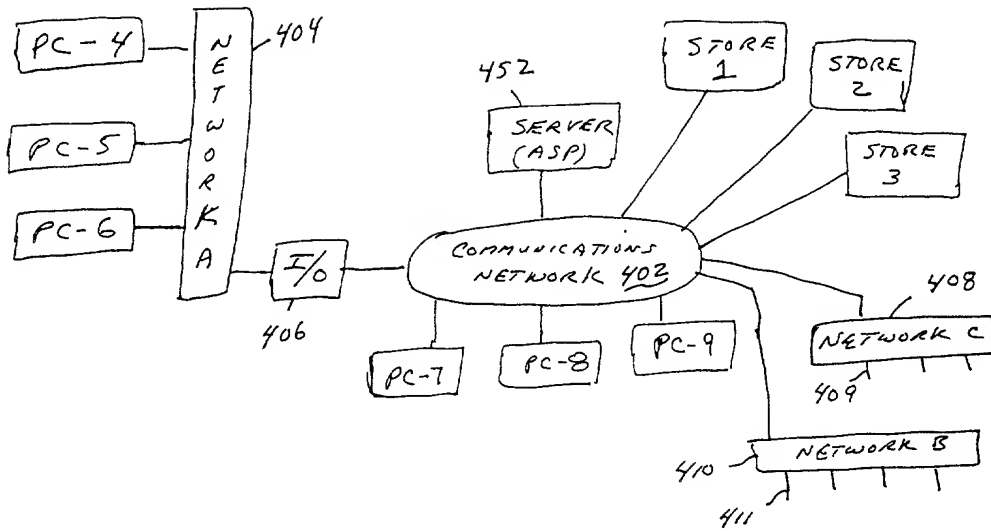 PC-4
NETWORK A
404
PC-5
PC-6
I/O
406
452
SERVER
(ASP)
STORE
1
STORE
2
STORE
3
COMMUNICATIONS
NETWORK 402
PC-7
PC-8
PC-9
408
NETWORK C
409
NETWORK B
410
411